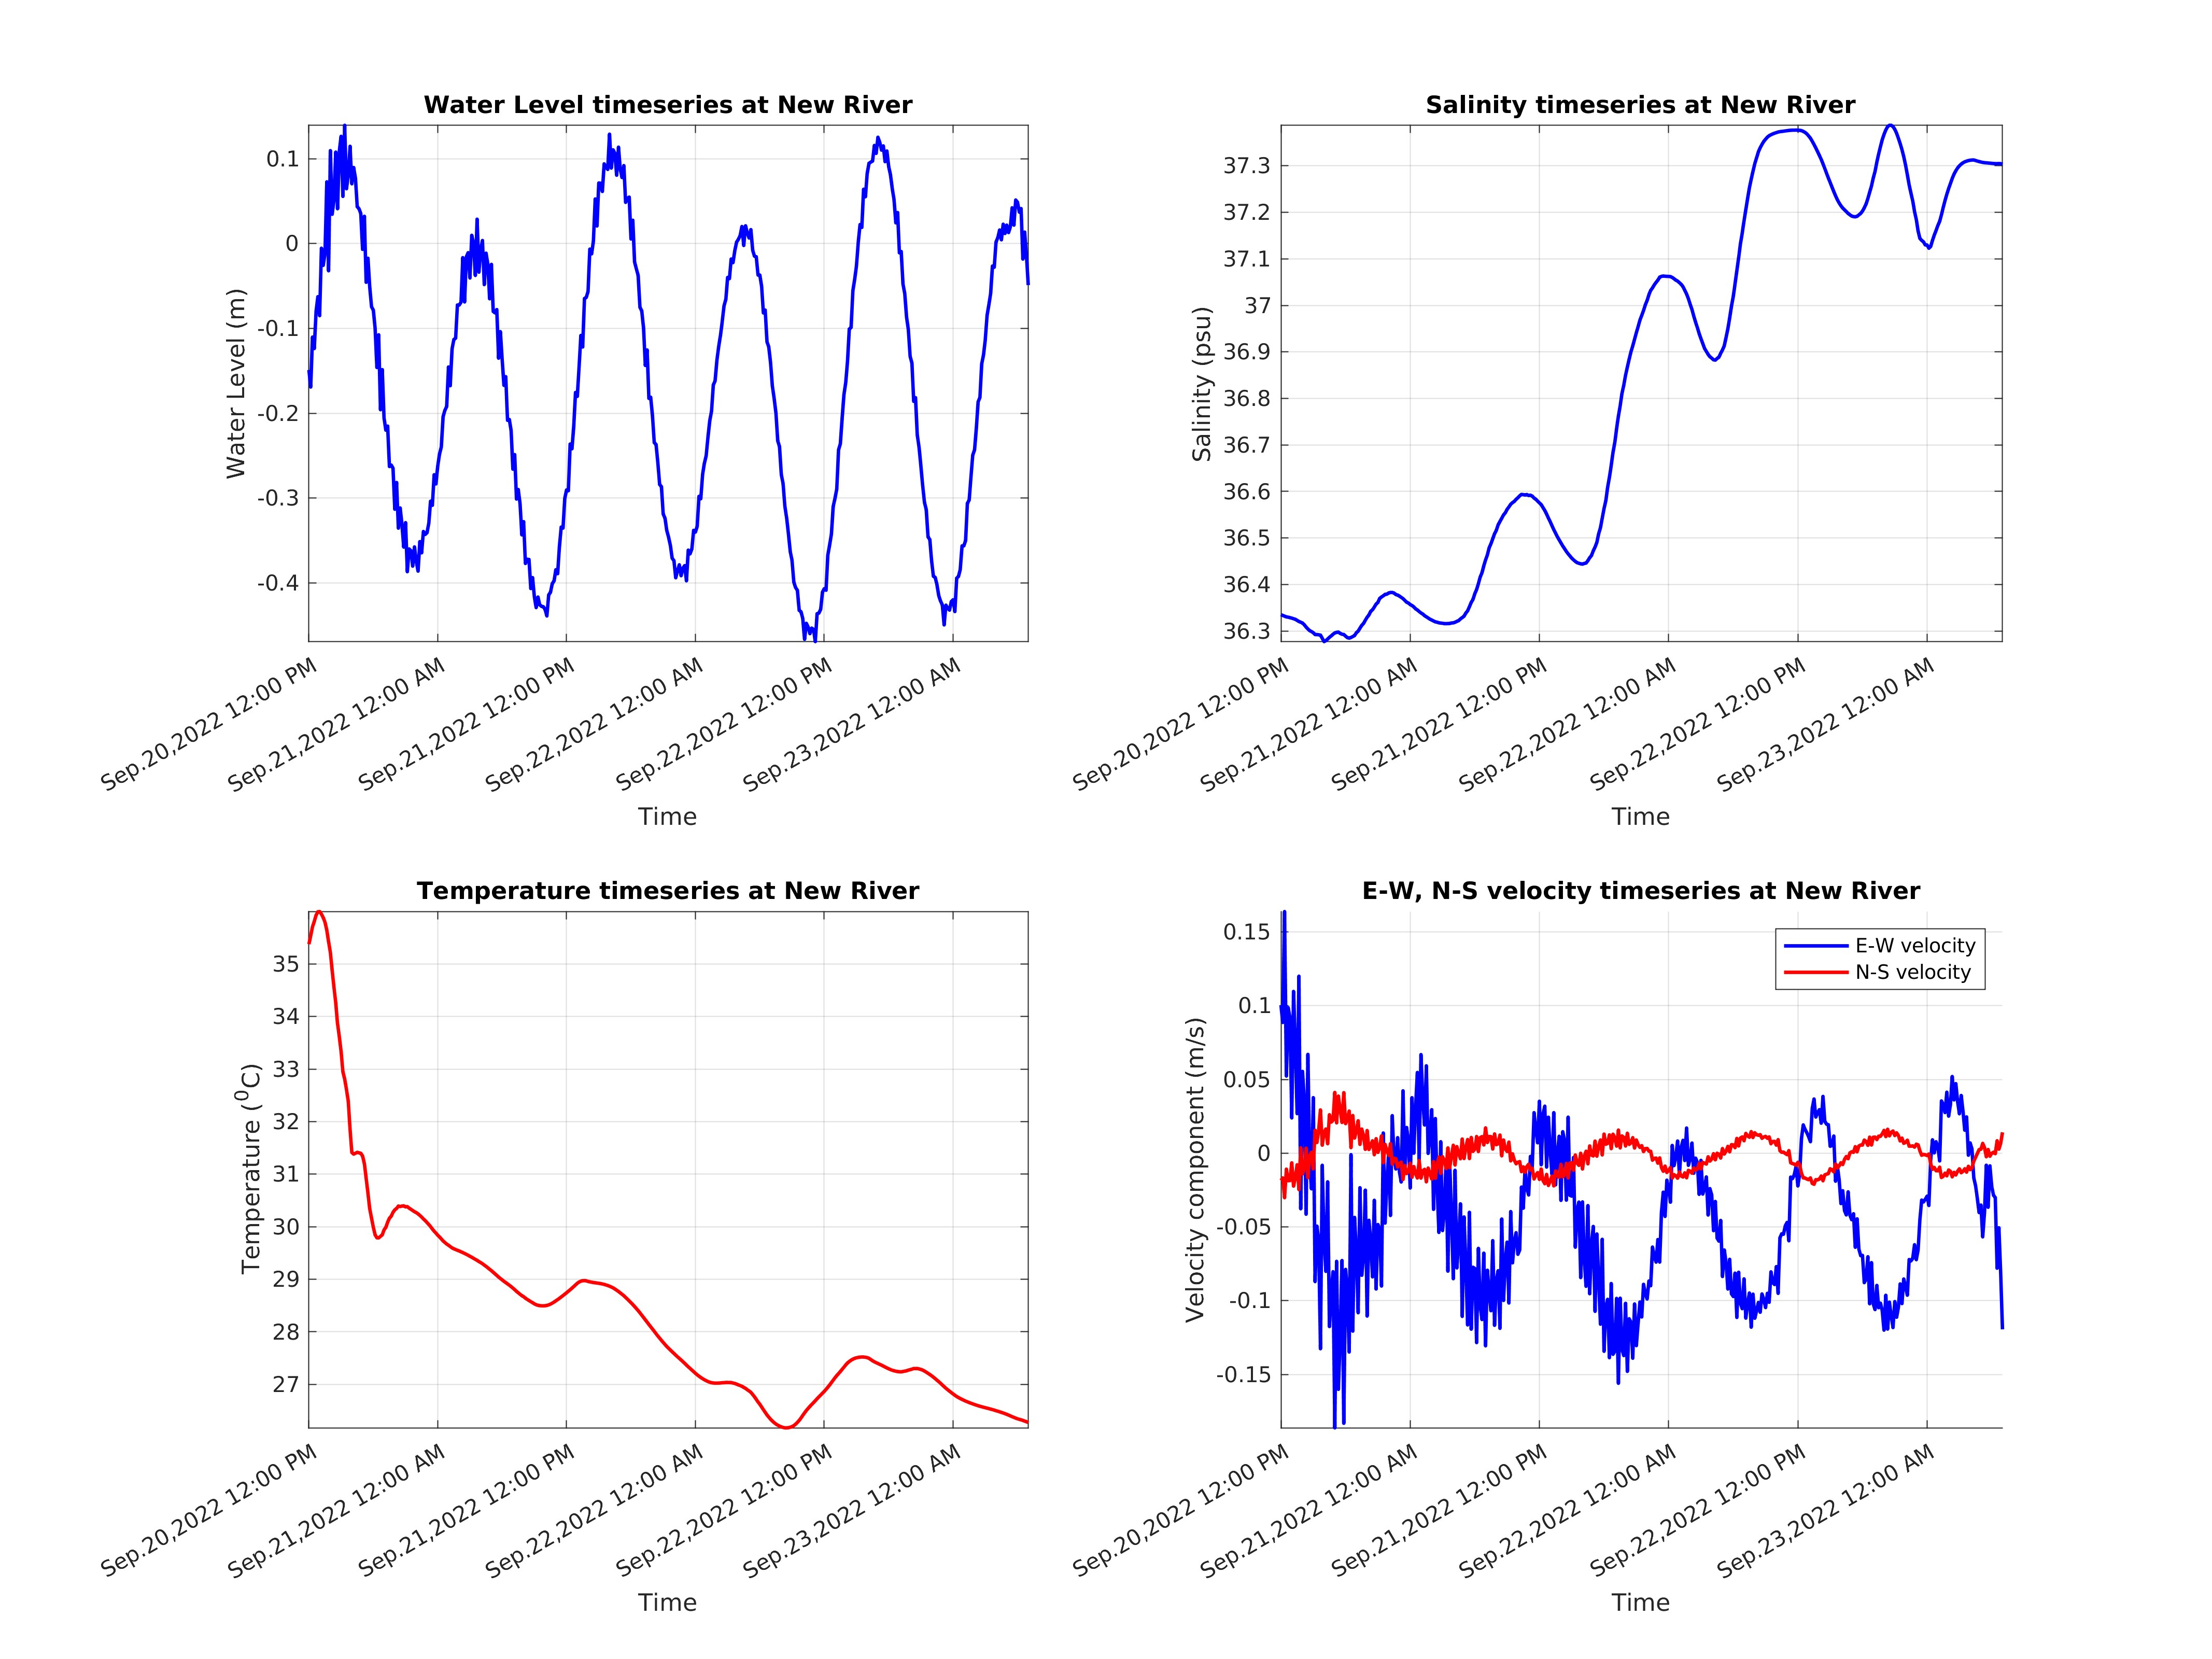 Water Level timeseries at New River
Water Level (m)
0.1
0
-0.1
-0.2
-0.3
-0.4
Sep.20,2022 12:00 PM
Sep.21,2022 12:00 AM
Sep.21,2022 12:00 PM
Sep.22,2022 12:00 AM
Sep.22,2022 12:00 PM
Sep.23,2022 12:00 AM
Time
Salinity timeseries at New River
Salinity (psu)
37.3
37.2
37.1
37
36.9
36.8
36.7
36.6
36.5
36.4
36.3
Sep.20,2022 12:00 PM
Sep.21,2022 12:00 AM
Sep.21,2022 12:00 PM
Sep.22,2022 12:00 AM
Sep.22,2022 12:00 PM
Sep.23,2022 12:00 AM
Time
Temperature timeseries at New River
Temperature (⁰C)
35
34
33
32
31
30
29
28
27
Sep.20,2022 12:00 PM
Sep.21,2022 12:00 AM
Sep.21,2022 12:00 PM
Sep.22,2022 12:00 AM
Sep.22,2022 12:00 PM
Sep.23,2022 12:00 AM
Time
E-W, N-S velocity timeseries at New River
E-W velocity
N-S velocity
Velocity component (m/s)
0.15
0.1
0.05
0
-0.05
-0.1
-0.15
Sep.20,2022 12:00 PM
Sep.21,2022 12:00 AM
Sep.21,2022 12:00 PM
Sep.22,2022 12:00 AM
Sep.22,2022 12:00 PM
Sep.23,2022 12:00 AM
Time